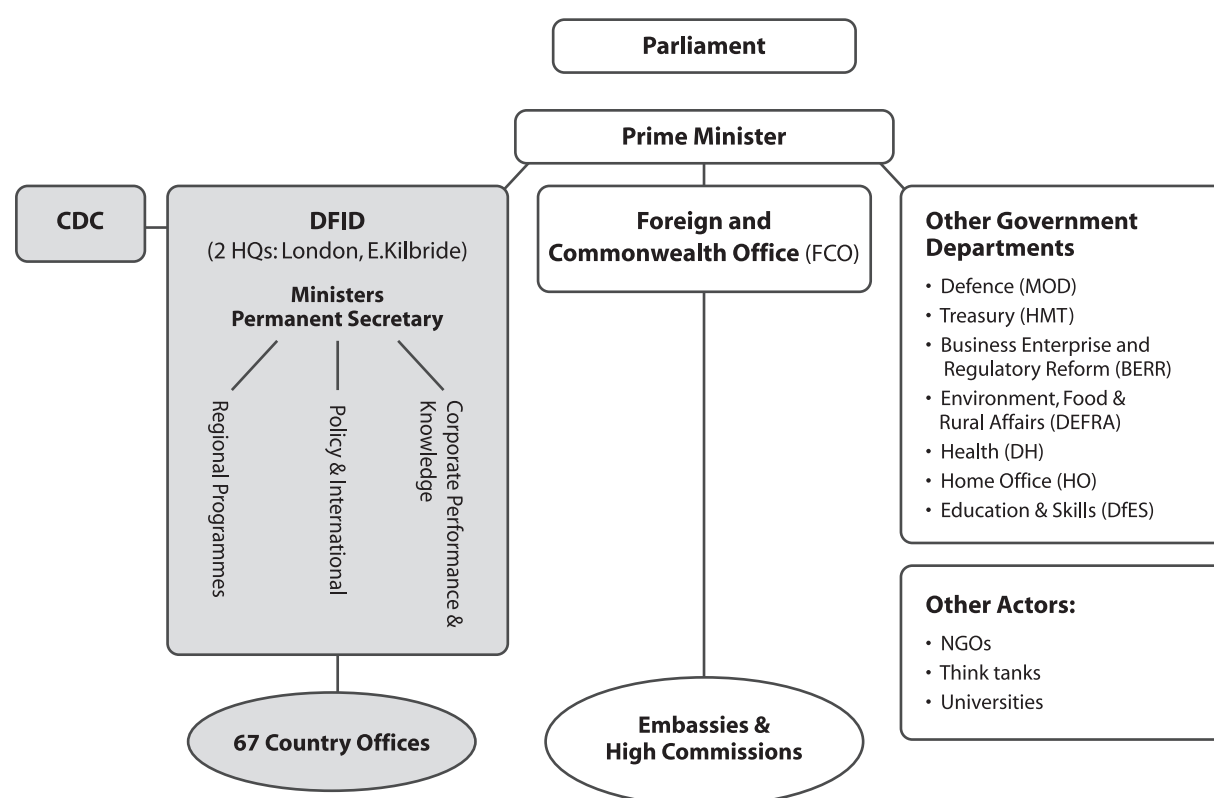 Parliament
Prime Minister
CDC
DFID
(2 HQs: London, E.Kilbride)
Ministers
Permanent Secretary
Regional Programmes
Policy & International
Corporate Performance &
Knowledge
67 Country Offices
Foreign and
Commonwealth Office (FCO)
Embassies &
High Commissions
Other Government
Departments
• Defence (MOD)
• Treasury (HMT)
• Business Enterprise and
Regulatory Reform (BERR)
• Environment, Food &
Rural Affairs (DEFRA)
• Health (DH)
• Home Office (HO)
• Education & Skills (DfES)
Other Actors:
• NGOs
• Think tanks
• Universities